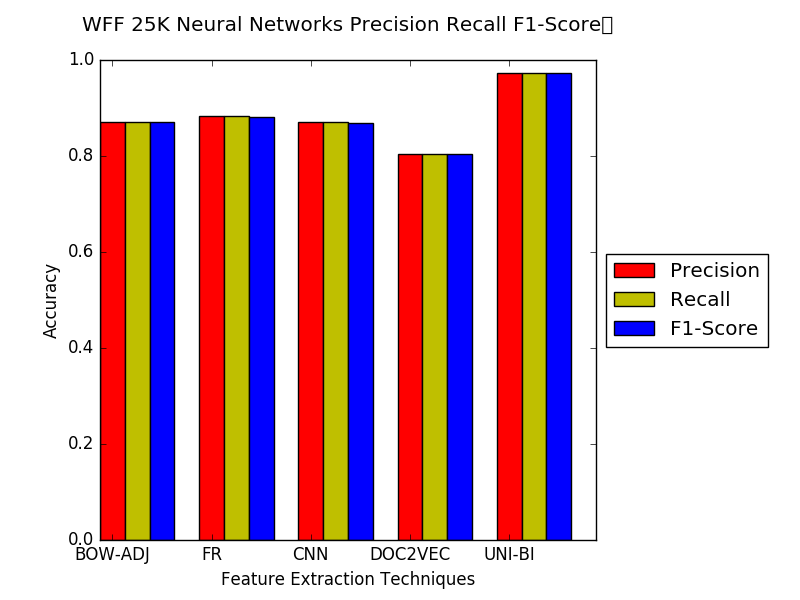 WFF 25K Neural Networks Precision Recall F1-Score
1.0
0.8
0.6
0.4
0.2
0.0
Accuracy
BOW-ADJ FR CNN DOC2VEC UNI-BI
Feature Extraction Techniques
Precision
Recall
F1-Score